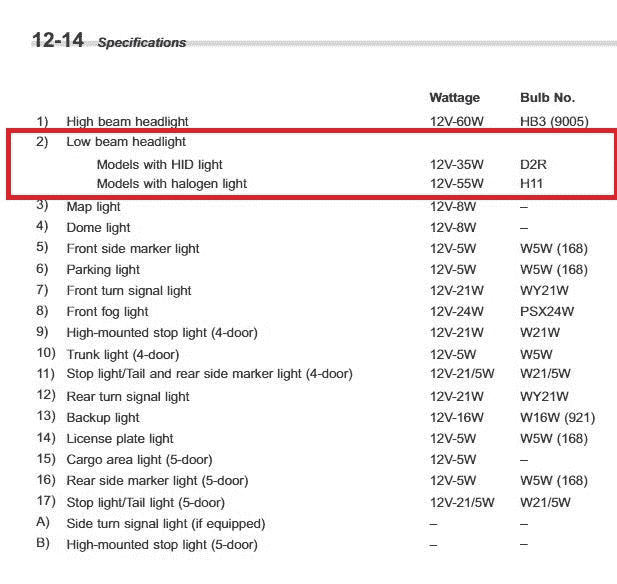 12-14 Specifications
Wattage Bulb No.
1) High beam headlight 12V-60W HB3 (9005)
2) Low beam headlight
Models with HID light 12V-35W D2R
Models with halogen light 12V-55W H11
3) Map light 12V-8W –
4) Dome light 12V-8W –
5) Front side marker light 12V-5W W5W (168)
6) Parking light 12V-5W W5W (168)
7) Front turn signal light 12V-21W WY21W
8) Front fog light 12V-24W PSX24W
9) High-mounted stop light (4-door) 12V-21W W21W
10) Trunk light (4-door) 12V-5W W5W
11) Stop light/Tail and rear side marker light (4-door) 12V-21/5W W21/5W
12) Rear turn signal light 12V-21W WY21W
13) Backup light 12V-16W W16W (921)
14) License plate light 12V-5W W5W (168)
15) Cargo area light (5-door) 12V-5W –
16) Rear side marker light (5-door) 12V-5W W5W (168)
17) Stop light/Tail light (5-door) 12V-21/5W W21/5W
A) Side turn signal light (if equipped) – –
B) High-mounted stop light (5-door) – –